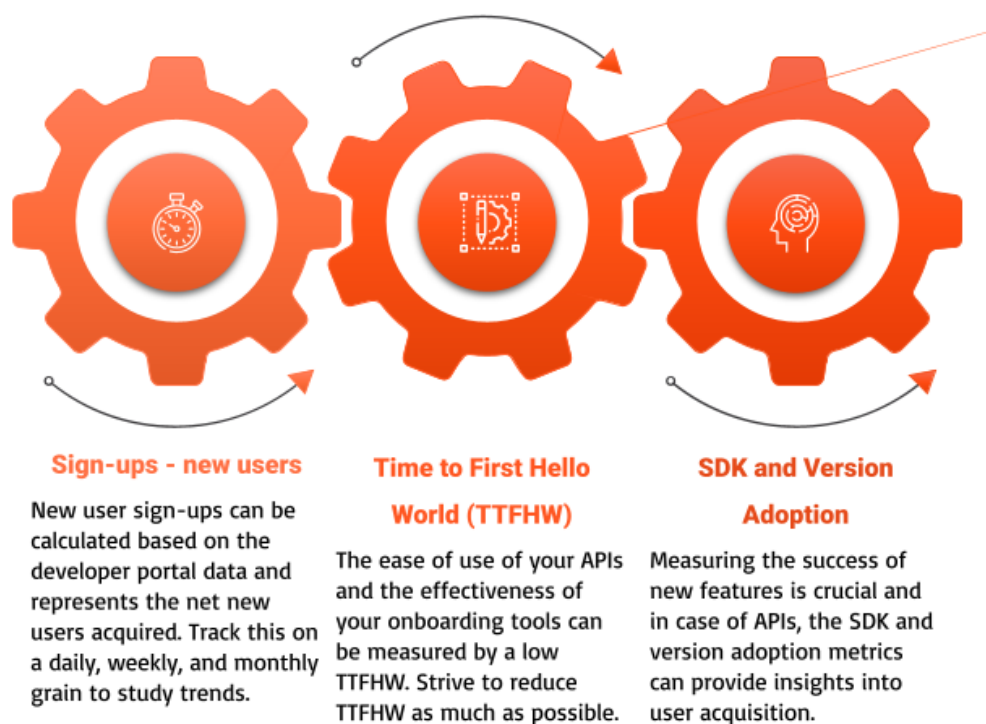 Sign-ups - new users
New user sign-ups can be
calculated based on the
developer portal data and
represents the net new
users acquired. Track this on
a daily, weekly, and monthly
grain to study trends.
Time to First Hello
World (TTFHW)
The ease of use of your APIs
and the effectiveness of
your onboarding tools can
be measured by a low
TTFHW. Strive to reduce
TTFHW as much as possible.
SDK and Version
Adoption
Measuring the success of
new features is crucial and
in case of APIs, the SDK and
version adoption metrics
can provide insights into
user acquisition.